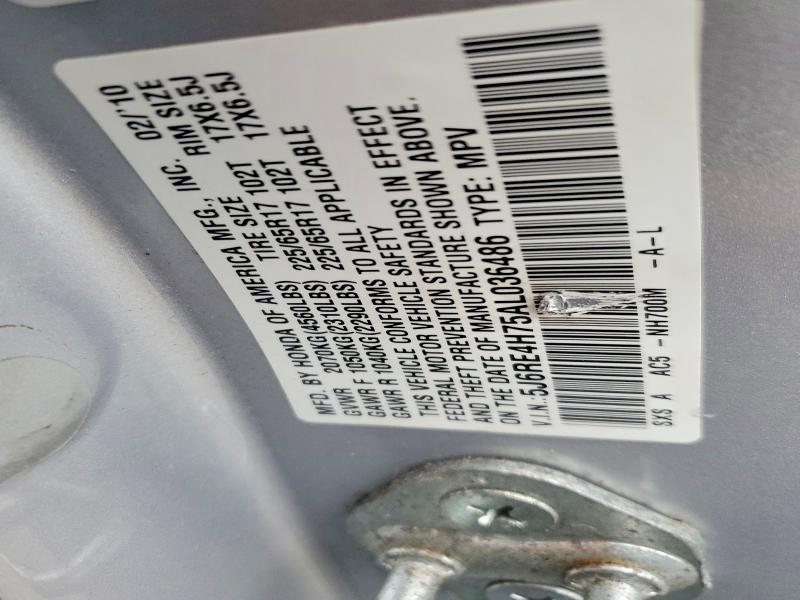 MFD. BY HONDA OF AMERICA MFG., INC. 02/'10
GVWR 2070KG(4560LBS) TIRE SIZE RIM SIZE
GAWR F 1050KG(2310LBS) 225/65R17 102T 17X6.5J
GAWR R 1040KG(2290LBS) 225/65R17 102T 17X6.5J
THIS VEHICLE CONFORMS TO ALL APPLICABLE
FEDERAL MOTOR VEHICLE SAFETY
AND THEFT PREVENTION STANDARDS IN EFFECT
ON THE DATE OF MANUFACTURE SHOWN ABOVE.
V.I.N.: 5J6RE4H75AL036486 TYPE: MPV
SXS A AC5 -NH700M -A-L